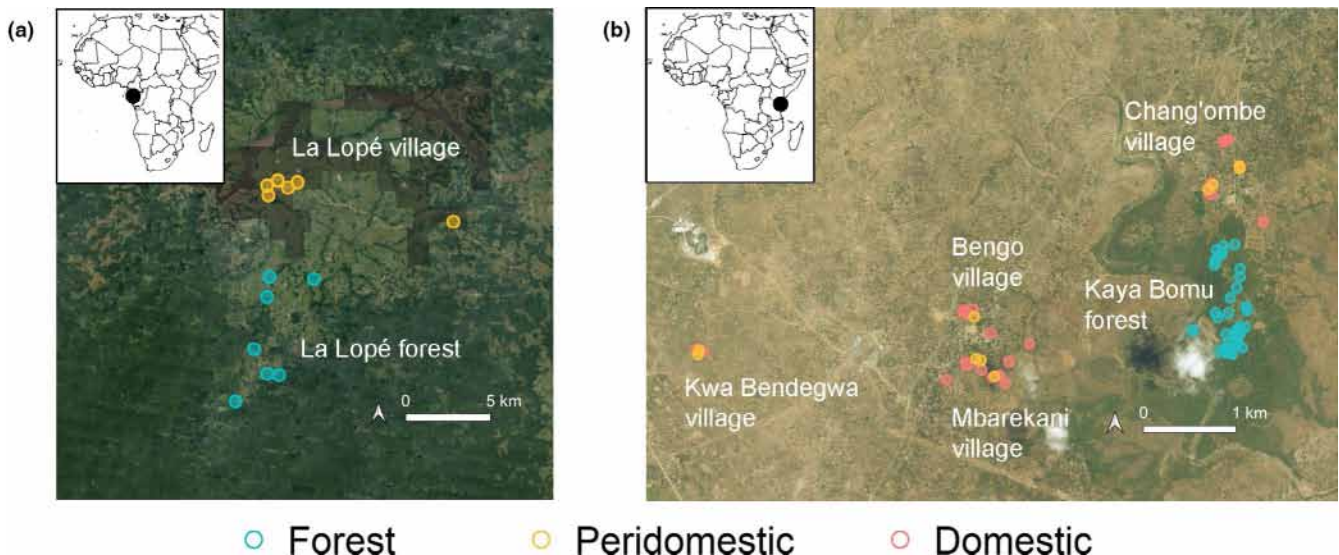 (a)
La Lopé village
La Lopé forest
0 5 km
(b)
Chang'ombe
village
Bengo
village
Kaya Bomu
forest
Kwa Bendegwa
village
Mbarekani
village
0 1 km
Forest Peridomestic Domestic